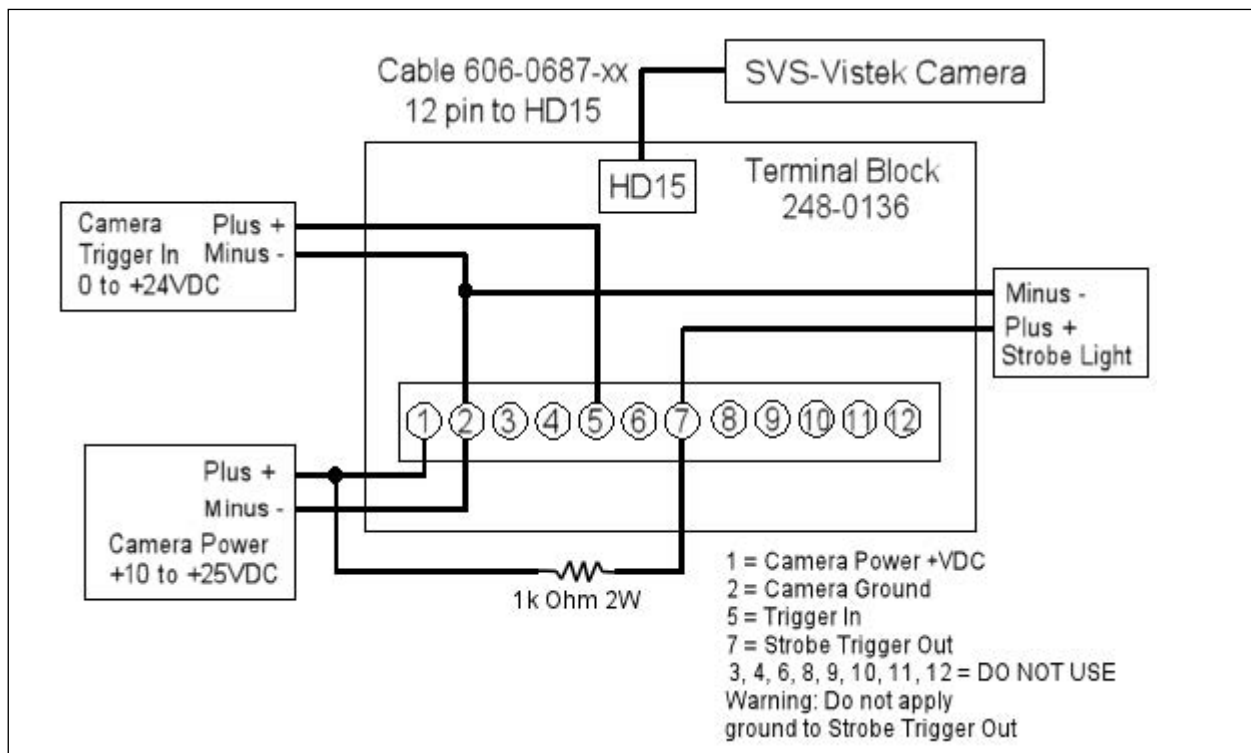 Cable 606-0687-xx
12 pin to HD15
SVS-Vistek Camera
HD15
Terminal Block
248-0136
Camera Plus +
Trigger In Minus -
0 to +24VDC
Minus -
Plus +
Strobe Light
1 2 3 4 5 6 7 8 9 10 11 12
Plus +
Minus -
Camera Power
+10 to +25VDC
1k Ohm 2W
1 = Camera Power +VDC
2 = Camera Ground
5 = Trigger In
7 = Strobe Trigger Out
3, 4, 6, 8, 9, 10, 11, 12 = DO NOT USE
Warning: Do not apply
ground to Strobe Trigger Out